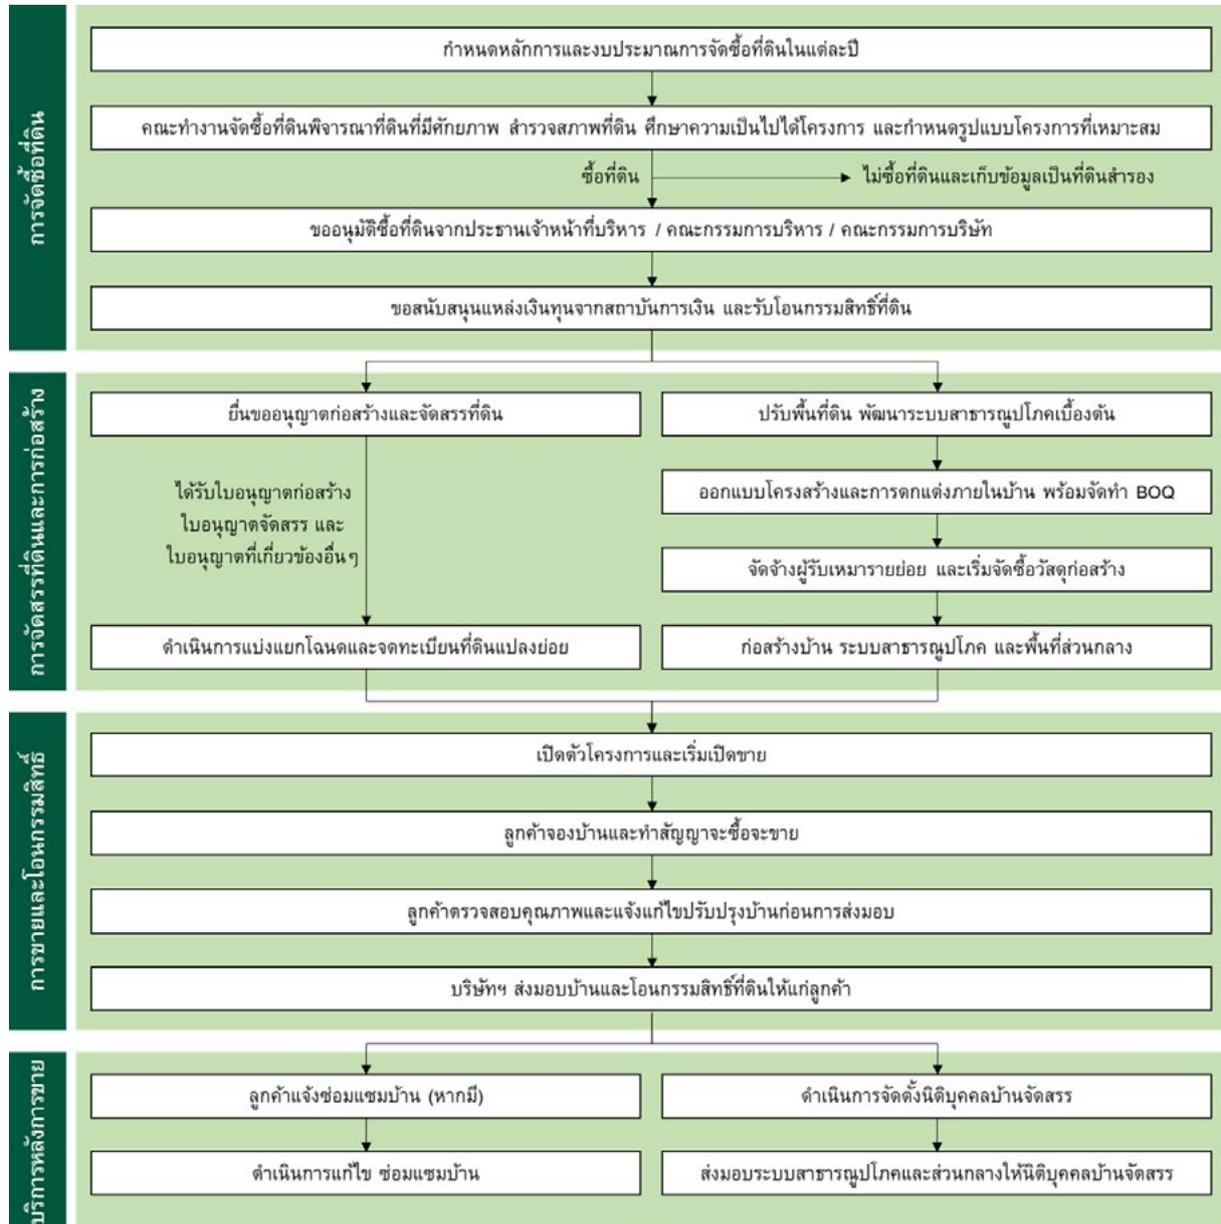 การจัดซื้อที่ดิน
กำหนดหลักการและงบประมาณการจัดซื้อที่ดินในแต่ละปี
คณะทำงานจัดซื้อที่ดินพิจารณาที่ดินที่มีศักยภาพ สำรวจสภาพที่ดิน ศึกษาความเป็นไปได้โครงการ และกำหนดรูปแบบโครงการที่เหมาะสม
ซื้อที่ดิน
ไม่ซื้อที่ดินและเก็บข้อมูลเป็นที่ดินสำรอง
ขออนุมัติซื้อที่ดินจากประธานเจ้าหน้าที่บริหาร / คณะกรรมการบริหาร / คณะกรรมการบริษัท
ขอสนับสนุนแหล่งเงินทุนจากสถาบันการเงิน และรับโอนกรรมสิทธิ์ที่ดิน
การจัดสรรที่ดินและการก่อสร้าง
ยื่นขออนุญาตก่อสร้างและจัดสรรที่ดิน
ได้รับใบอนุญาตก่อสร้าง
ใบอนุญาตจัดสรร และ
ใบอนุญาตที่เกี่ยวข้องอื่นๆ
ดำเนินการแบ่งแยกโฉนดและจดทะเบียนที่ดินแปลงย่อย
ปรับพื้นที่ดิน พัฒนาระบบสาธารณูปโภคเบื้องต้น
ออกแบบโครงสร้างและการตกแต่งภายในบ้าน พร้อมจัดทำ BOQ
จัดจ้างผู้รับเหมารายย่อย และเริ่มจัดซื้อวัสดุก่อสร้าง
ก่อสร้างบ้าน ระบบสาธารณูปโภค และพื้นที่ส่วนกลาง
การขายและโอนกรรมสิทธิ์
เปิดตัวโครงการและเริ่มเปิดขาย
ลูกค้าจองบ้านและทำสัญญาจะซื้อจะขาย
ลูกค้าตรวจสอบคุณภาพและแจ้งแก้ไขปรับปรุงบ้านก่อนการส่งมอบ
บริษัทฯ ส่งมอบบ้านและโอนกรรมสิทธิ์ที่ดินให้แก่ลูกค้า
บริการหลังการขาย
ลูกค้าแจ้งซ่อมแซมบ้าน (หากมี)
ดำเนินการแก้ไข ซ่อมแซมบ้าน
ดำเนินการจัดตั้งนิติบุคคลบ้านจัดสรร
ส่งมอบระบบสาธารณูปโภคและส่วนกลางให้นิติบุคคลบ้านจัดสรร